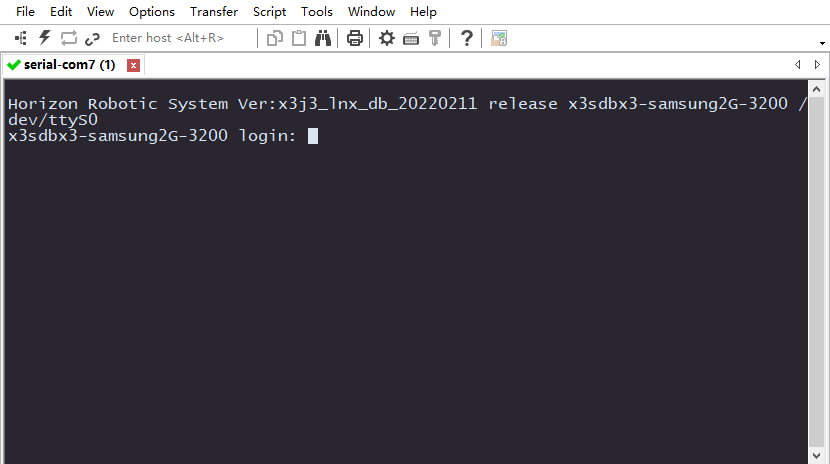 File Edit View Options Transfer Script Tools Window Help
Enter host <Alt+R>
serial-com7 (1)
Horizon Robotic System Ver:x3j3_lnx_db_20220211 release x3sdbx3-samsung2G-3200 /
dev/ttyS0
x3sdbx3-samsung2G-3200 login: